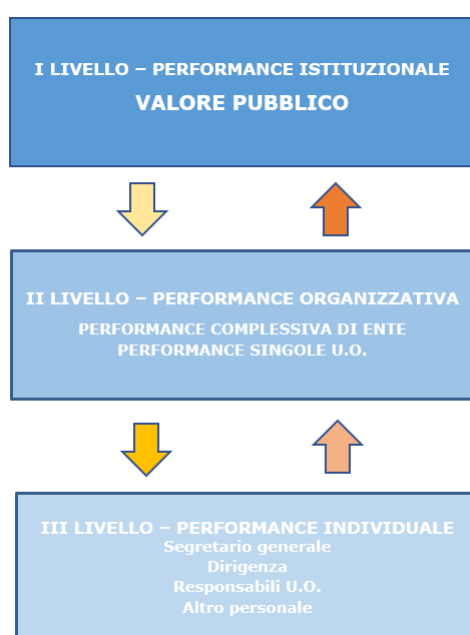 I LIVELLO – PERFORMANCE ISTITUZIONALE
VALORE PUBBLICO
II LIVELLO – PERFORMANCE ORGANIZZATIVA
PERFORMANCE COMPLESSIVA DI ENTE
PERFORMANCE SINGOLE U.O.
III LIVELLO – PERFORMANCE INDIVIDUALE
Segretario generale
Dirigenza
Responsabili U.O.
Altro personale